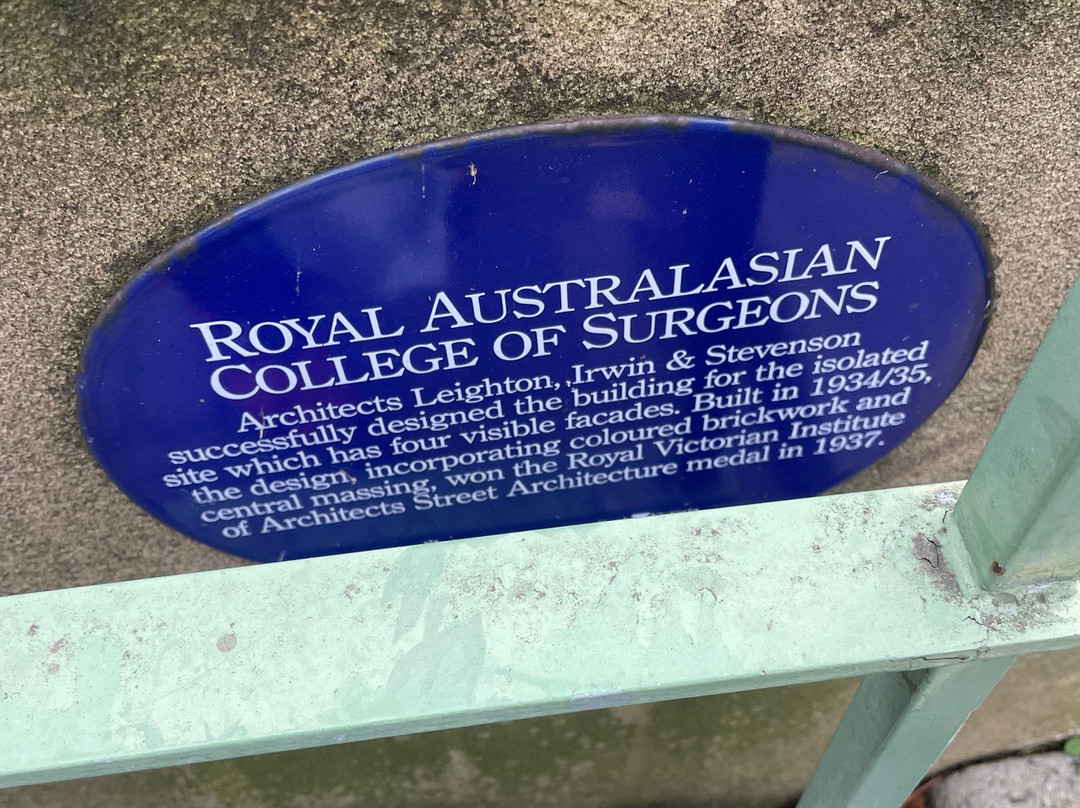 ROYAL AUSTRALASIAN
COLLEGE OF SURGEONS
Architects Leighton, Irwin & Stevenson
successfully designed the building for the isolated
site which has four visible facades. Built in 1934/35,
the design, incorporating coloured brickwork and
central massing, won the Royal Victorian Institute
of Architects Street Architecture medal in 1937.